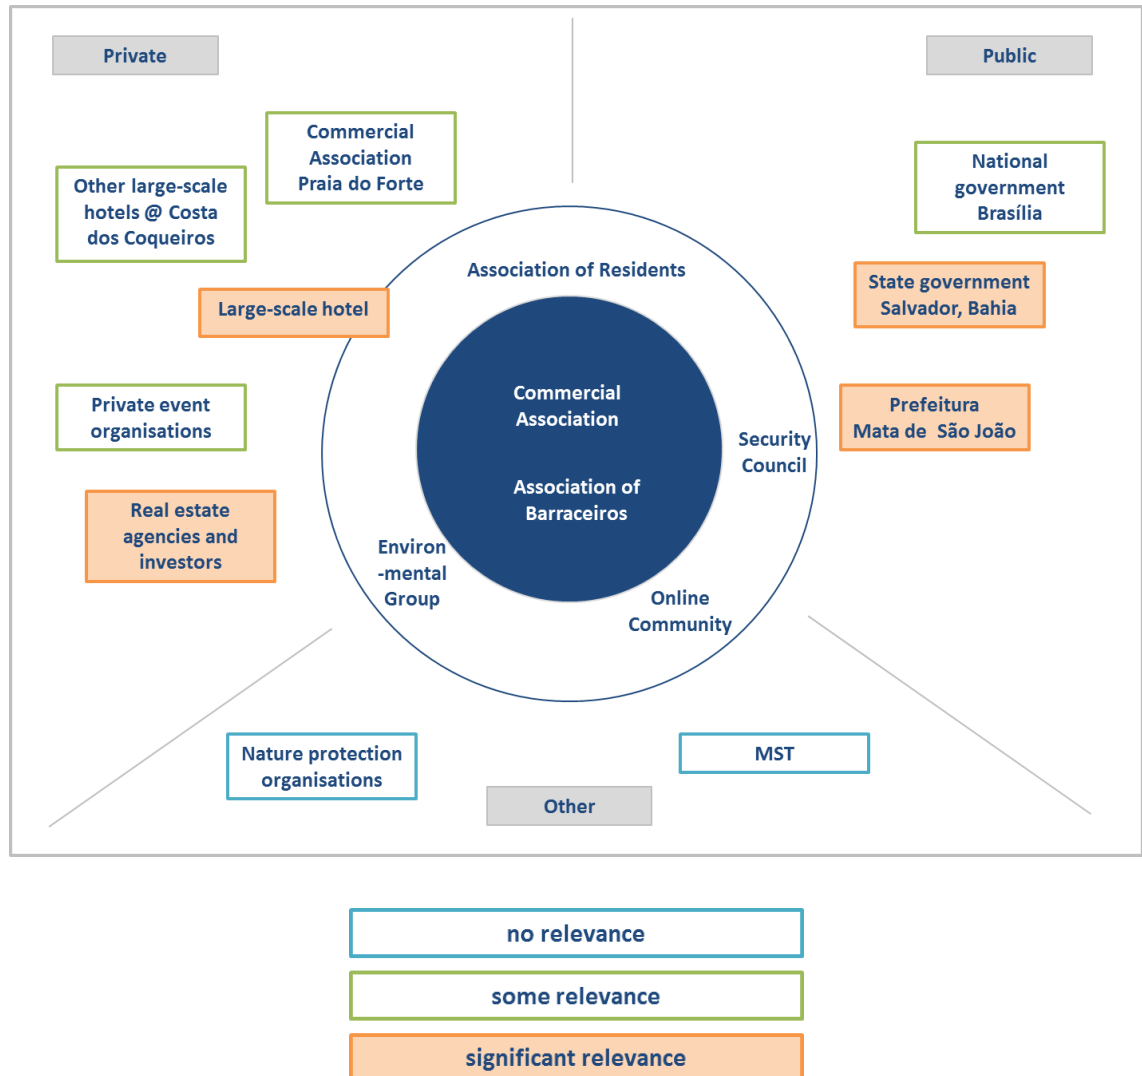 Private
Public
Commercial
Association
Praia do Forte
National
government
Brasília
Other large-scale
hotels @ Costa
dos Coqueiros
Association of Residents
State government
Salvador, Bahia
Large-scale hotel
Commercial
Association
Private event
organisations
Prefeitura
Mata de São João
Security
Council
Association of
Barraceiros
Real estate
agencies and
investors
Environ
-mental
Group
Online
Community
Nature protection
organisations
MST
Other
no relevance
some relevance
significant relevance